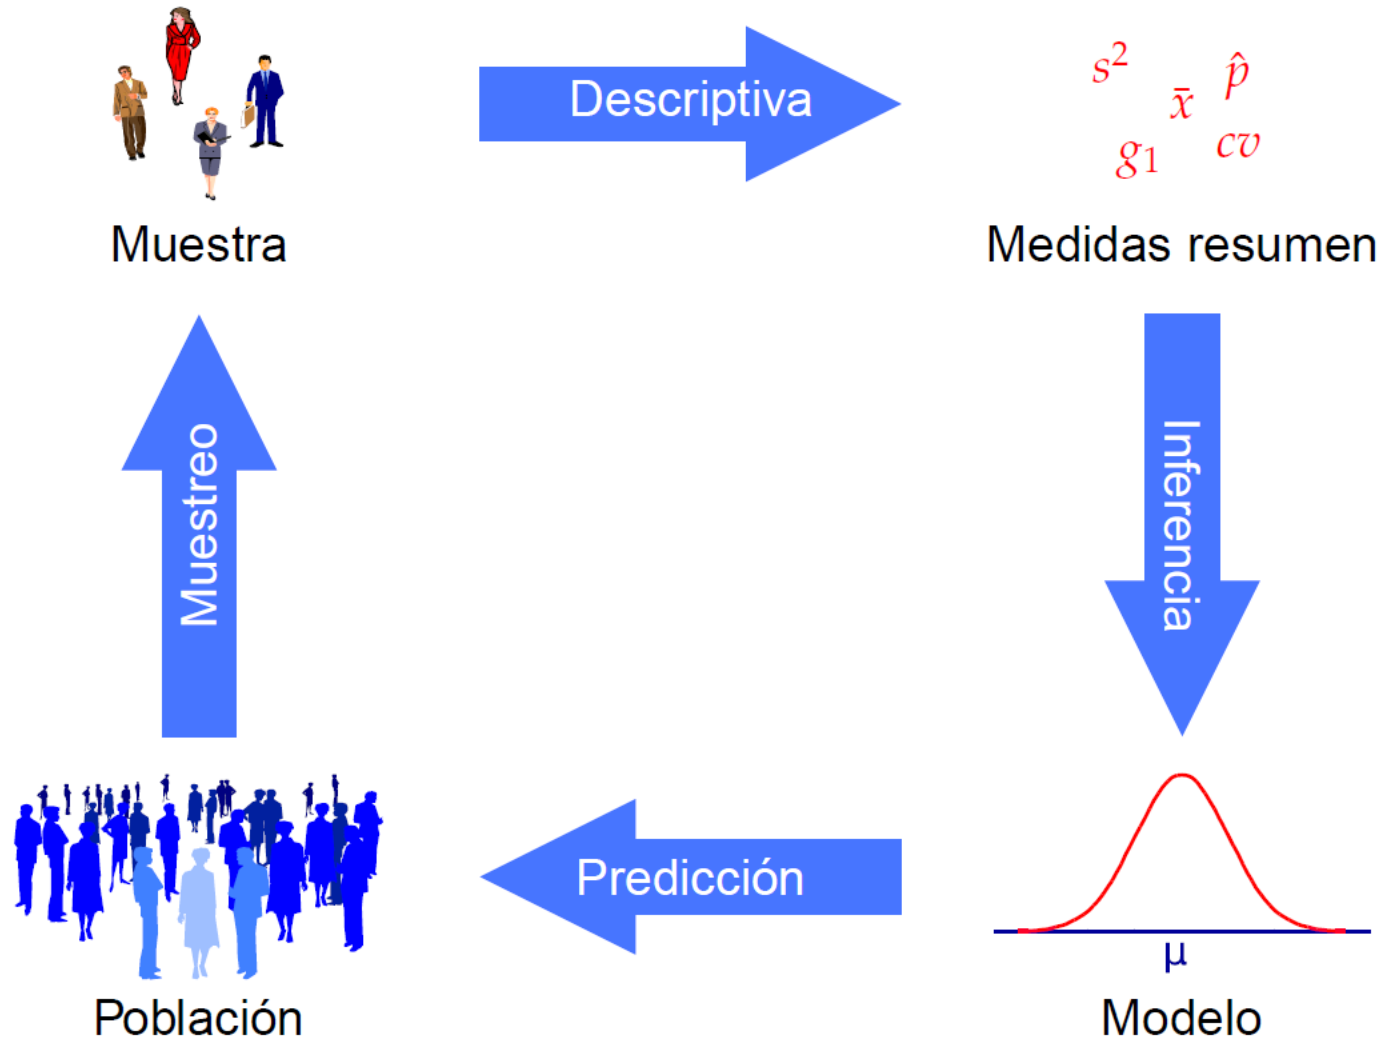 Descriptiva
s² x̄ p̂
g₁ cv
Muestra
Medidas resumen
Muestreo
Inferencia
Predicción
μ
Población
Modelo